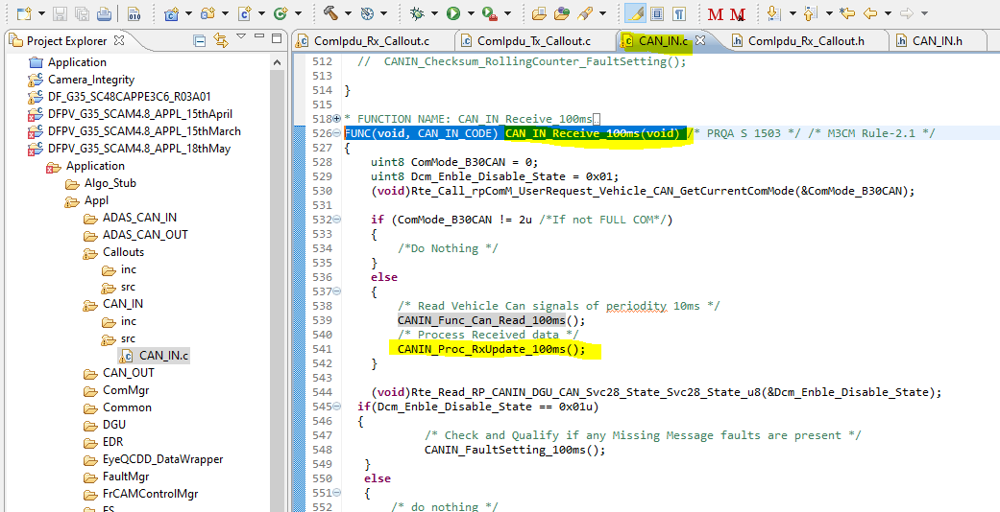 010
Project Explorer
Application
Camera_Integrity
DF_G35_SC48CAPPE3C6_R03A01
DFPV_G35_SCAM4.8_APPL_15thApril
DFPV_G35_SCAM4.8_APPL_15thMarch
DFPV_G35_SCAM4.8_APPL_18thMay
Application
Algo_Stub
Appl
ADAS_CAN_IN
ADAS_CAN_OUT
Callouts
inc
src
CAN_IN
inc
src
CAN_IN.c
CAN_OUT
ComMgr
Common
DGU
EDR
EyeQCDD_DataWrapper
FaultMgr
FrCAMControlMgr
FS
ComIpdu_Rx_Callout.c
ComIpdu_Tx_Callout.c
CAN_IN.c
ComIpdu_Rx_Callout.h
CAN_IN.h
512 // CANIN_Checksum_RollingCounter_FaultSetting();
513
514 }
515
518 * FUNCTION NAME: CAN_IN_Receive_100ms
526 FUNC(void, CAN_IN_CODE) CAN_IN_Receive_100ms(void) /* PRQA S 1503 */ /* M3CM Rule-2.1 */
527 {
528 uint8 ComMode_B30CAN = 0;
529 uint8 Dcm_Enble_Disable_State = 0x01;
530 (void)Rte_Call_rpComM_UserRequest_Vehicle_CAN_GetCurrentComMode(&ComMode_B30CAN);
531
532 if (ComMode_B30CAN != 2u /*If not FULL COM*/)
533 {
534 /*Do Nothing */
535 }
536 else
537 {
538 /* Read Vehicle Can signals of periodity 10ms */
539 CANIN_Func_Can_Read_100ms();
540 /* Process Received data */
541 CANIN_Proc_RxUpdate_100ms();
542 }
543
544 (void)Rte_Read_RP_CANIN_DGU_CAN_Svc28_State_Svc28_State_u8(&Dcm_Enble_Disable_State);
545 if(Dcm_Enble_Disable_State == 0x01u)
546 {
547 /* Check and Qualify if any Missing Message faults are present */
548 CANIN_FaultSetting_100ms();
549 }
550 else
551 {
552 /* do nothing */